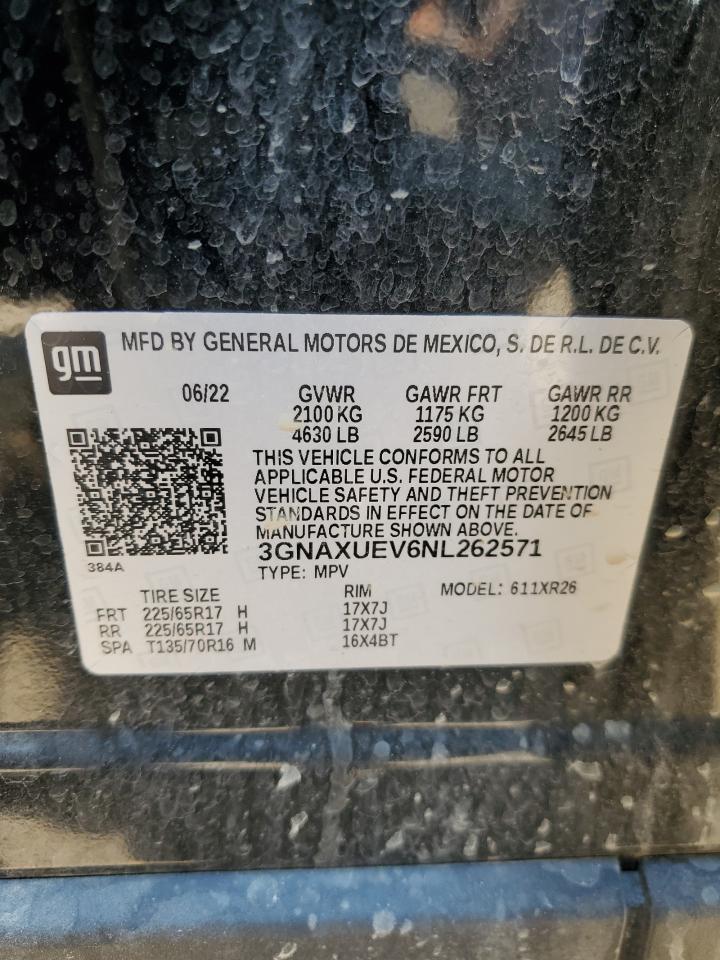 gm
MFD BY GENERAL MOTORS DE MEXICO, S. DE R.L. DE C.V.
06/22 GVWR GAWR FRT GAWR RR
2100 KG 1175 KG 1200 KG
4630 LB 2590 LB 2645 LB
THIS VEHICLE CONFORMS TO ALL
APPLICABLE U.S. FEDERAL MOTOR
VEHICLE SAFETY AND THEFT PREVENTION
STANDARDS IN EFFECT ON THE DATE OF
MANUFACTURE SHOWN ABOVE.
3GNAXUEV6NL262571
384A
TYPE: MPV
TIRE SIZE RIM MODEL: 611XR26
FRT 225/65R17 H 17X7J
RR 225/65R17 H 17X7J
SPA T135/70R16 M 16X4BT